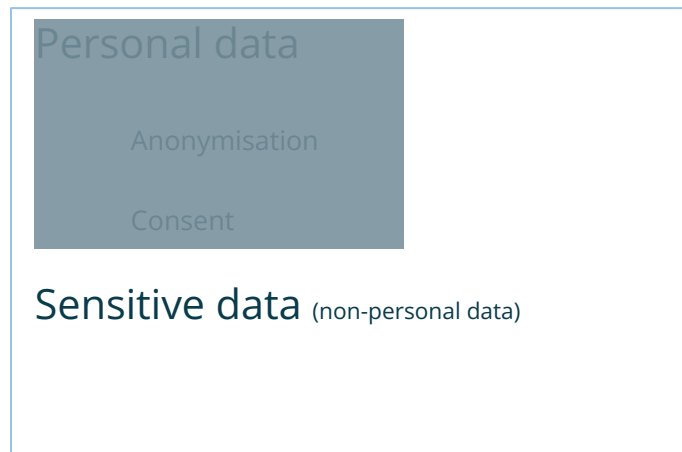 Personal data
Anonymisation
Consent
Sensitive data (non-personal data)